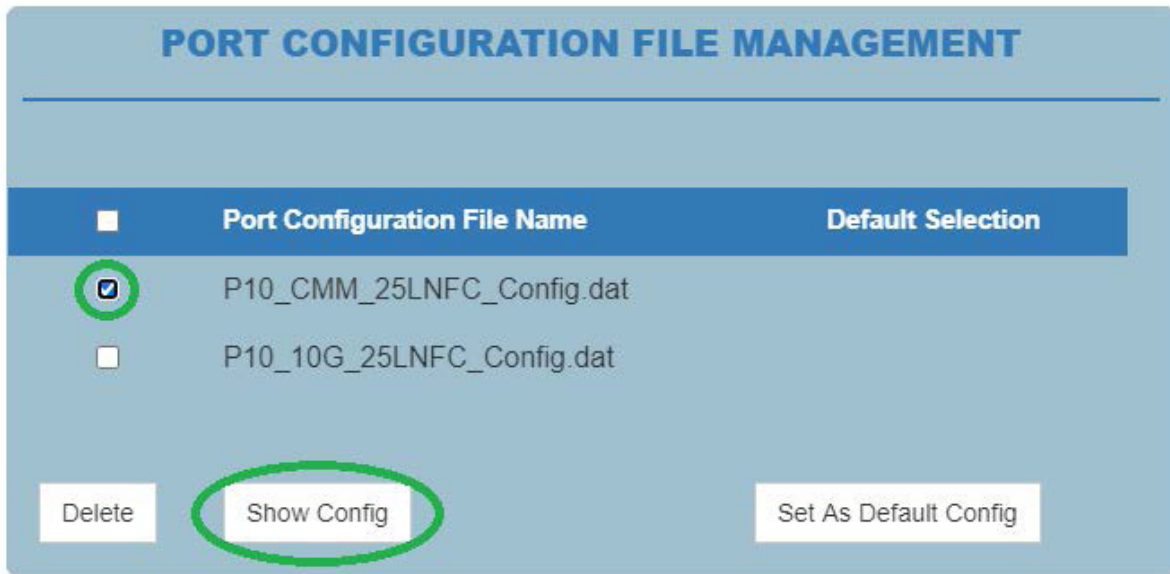 PORT CONFIGURATION FILE MANAGEMENT
Port Configuration File Name Default Selection
P10_CMM_25LNFC_Config.dat
P10_10G_25LNFC_Config.dat
Delete Show Config Set As Default Config